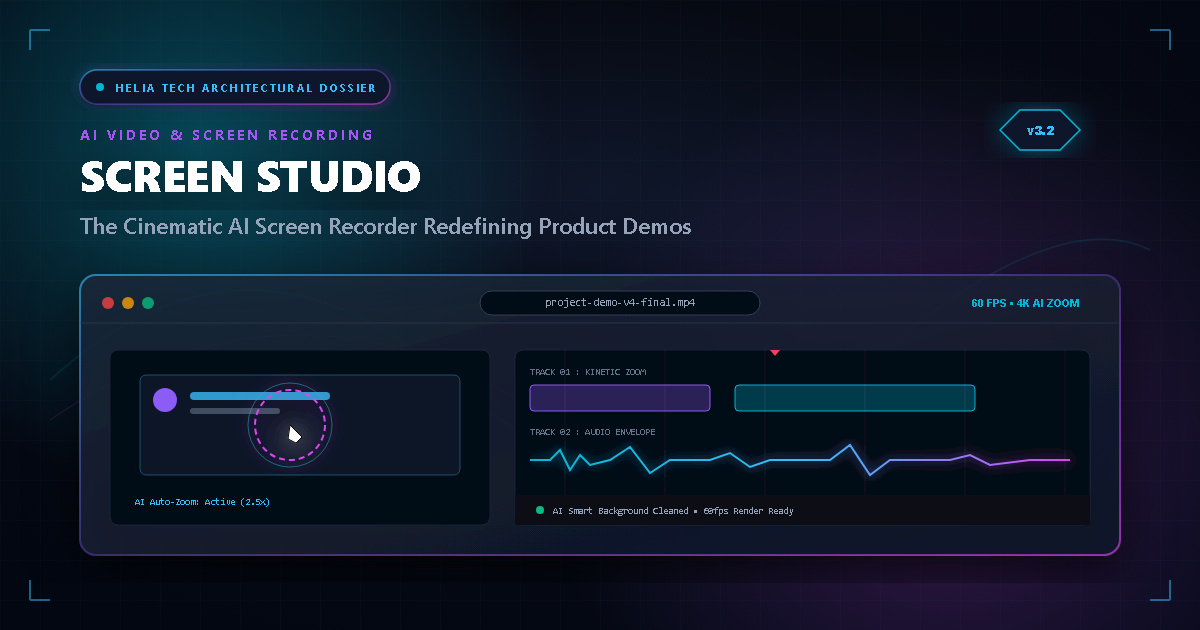 HELIA TECH ARCHITECTURAL DOSSIER
AI VIDEO & SCREEN RECORDING
v3.2
SCREEN STUDIO
The Cinematic AI Screen Recorder Redefining Product Demos
project-demo-v4-final.mp4
60 FPS • 4K AI ZOOM
TRACK 01 : KINETIC ZOOM
TRACK 02 : AUDIO ENVELOPE
AI Auto-Zoom: Active (2.5x)
AI Smart Background Cleaned • 60fps Render Ready